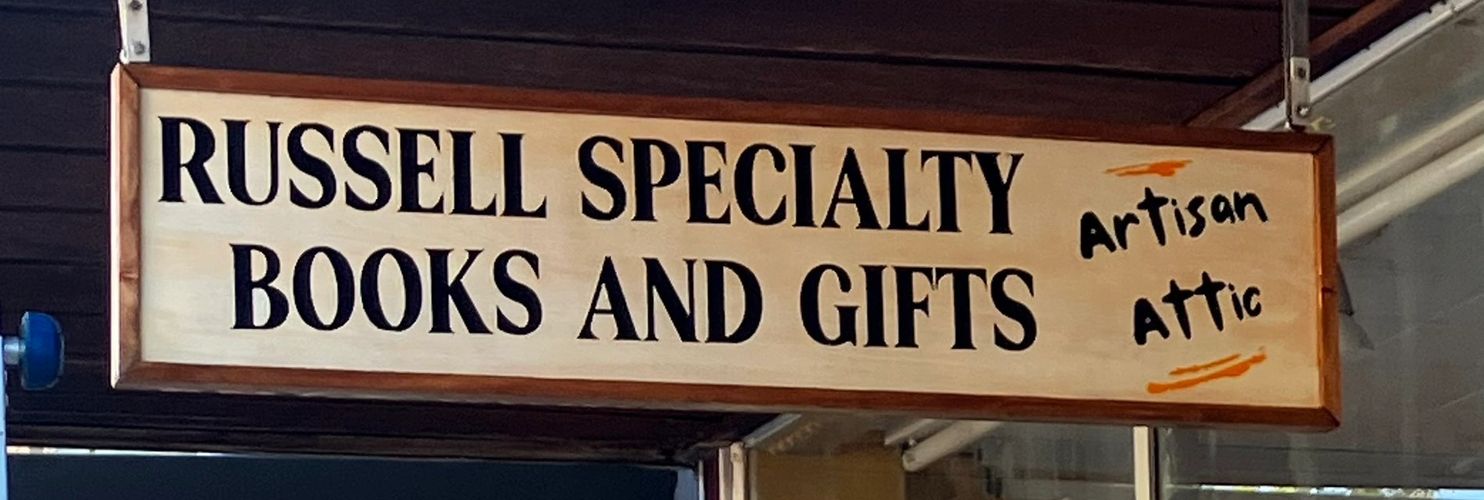 RUSSELL SPECIALTY
BOOKS AND GIFTS
Artisan
Attic